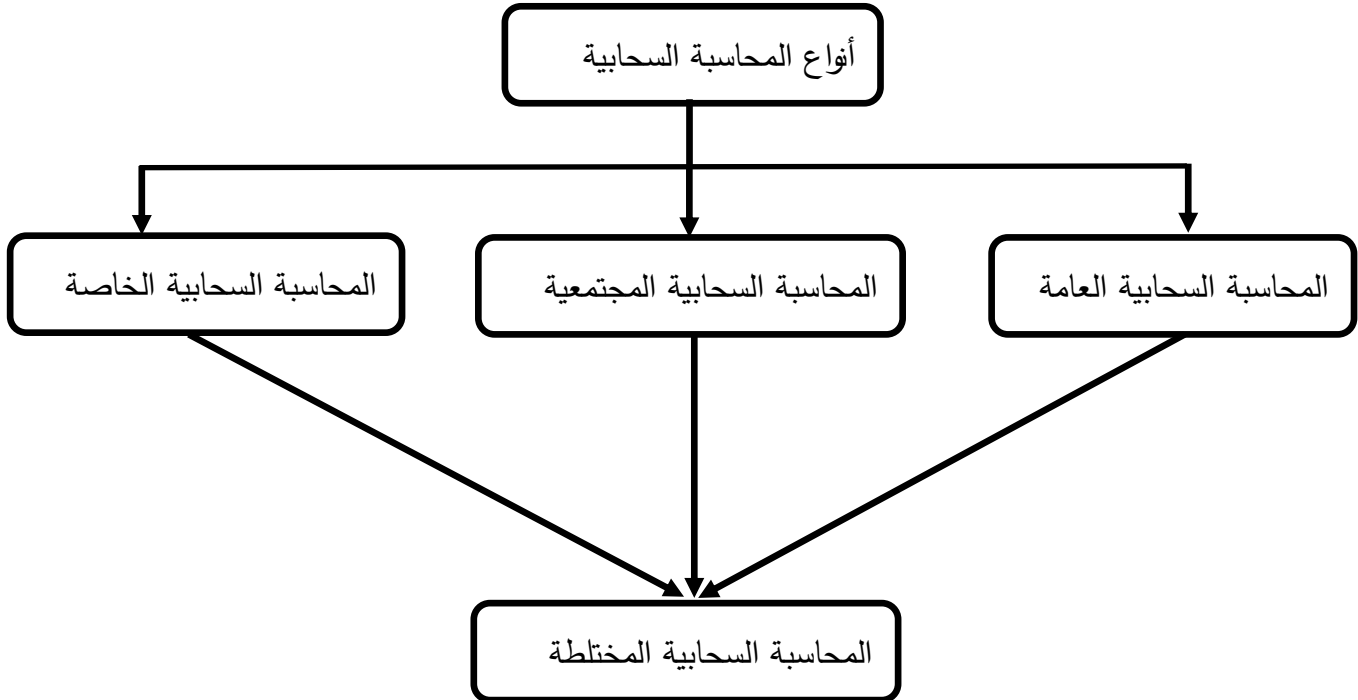 أنواع المحاسبة السحابية
المحاسبة السحابية العامة
المحاسبة السحابية المجتمعية
المحاسبة السحابية الخاصة
المحاسبة السحابية المختلطة